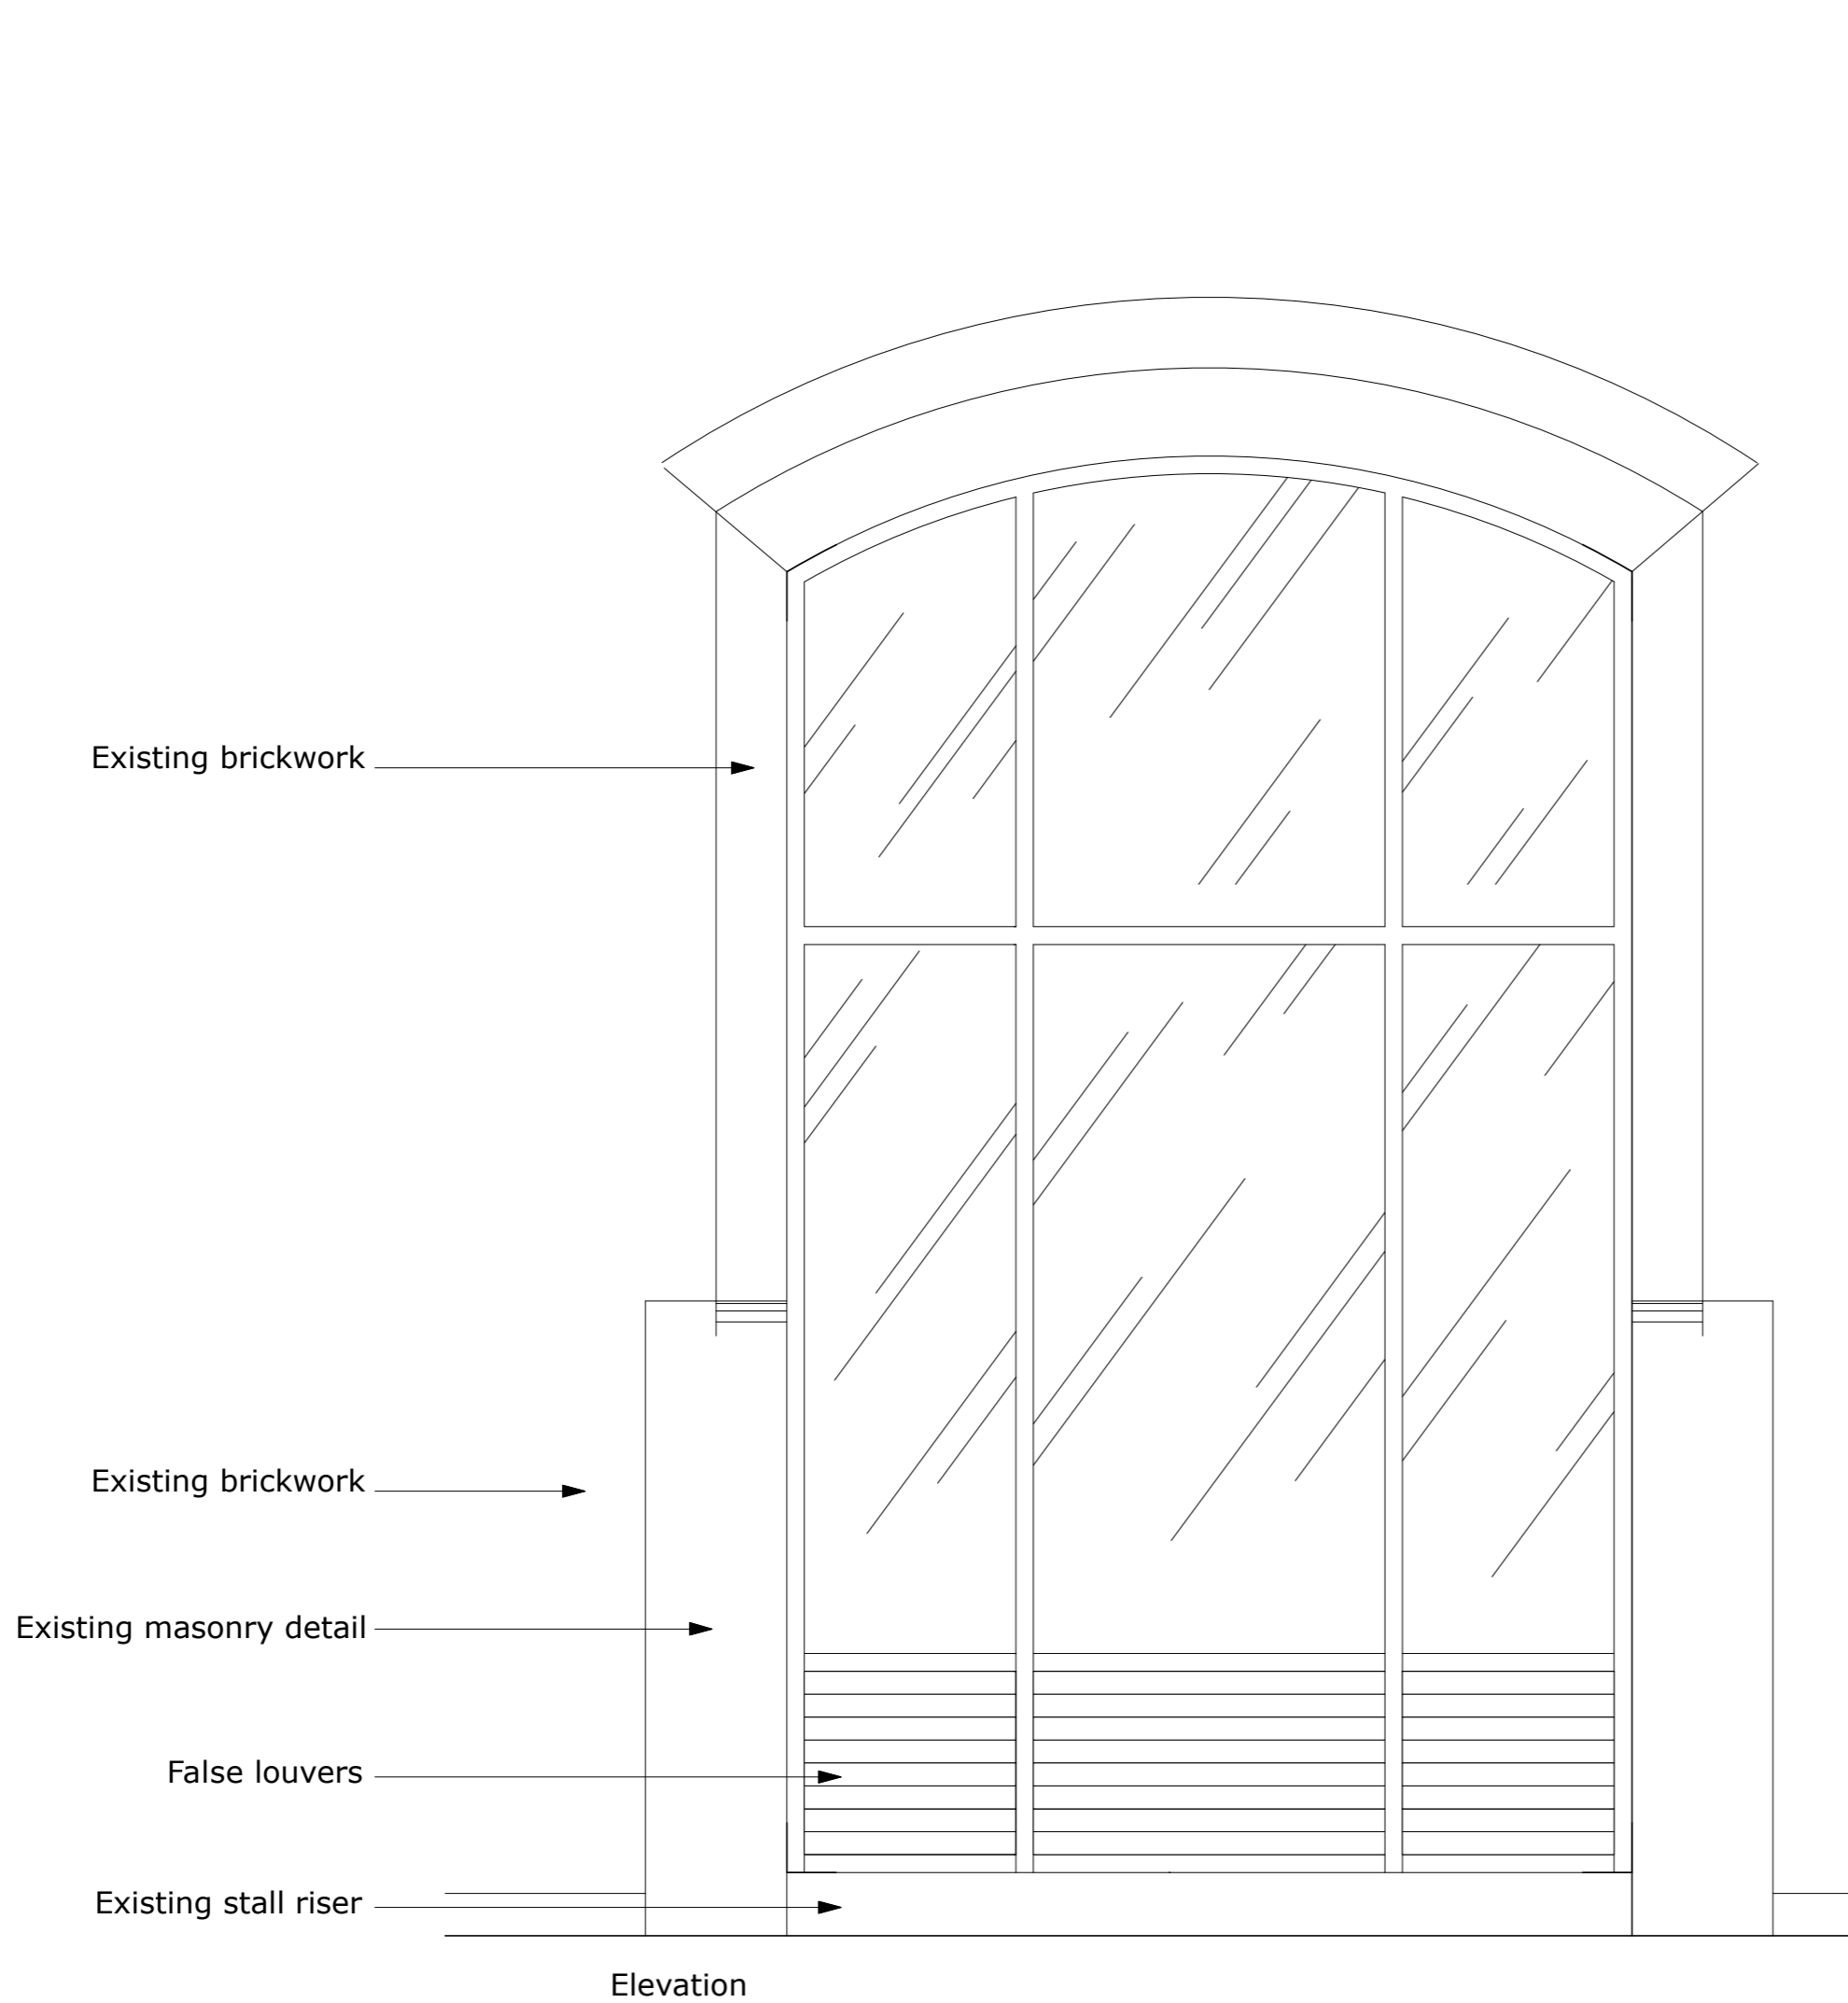 Existing brickwork
Existing brickwork
Existing masonry detail
False louvers
Existing stall riser
Elevation